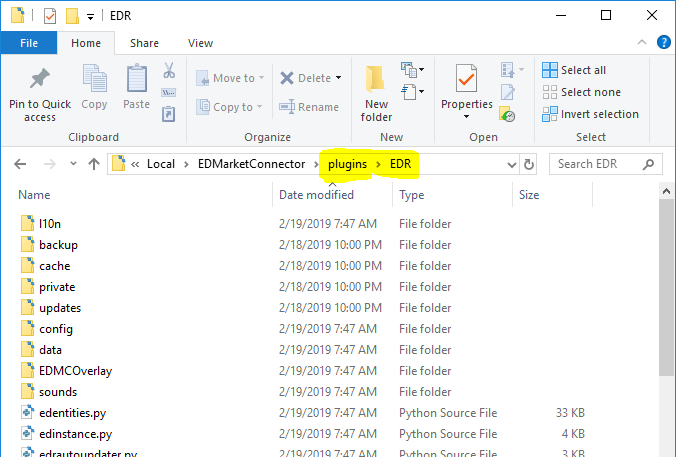 EDR
File Home Share View
Pin to Quick access
Copy
Paste
Clipboard
Move to
Copy to
Delete
Rename
Organize
New folder
New
Properties
Open
Select all
Select none
Invert selection
Select
« Local > EDMarketConnector > plugins > EDR
Search EDR
Name Date modified Type Size
l10n 2/19/2019 7:47 AM File folder
backup 2/18/2019 10:00 PM File folder
cache 2/18/2019 10:00 PM File folder
private 2/18/2019 10:00 PM File folder
updates 2/18/2019 10:00 PM File folder
config 2/19/2019 7:47 AM File folder
data 2/19/2019 7:47 AM File folder
EDMCOverlay 2/19/2019 7:47 AM File folder
sounds 2/19/2019 7:47 AM File folder
edentities.py 2/19/2019 7:47 AM Python Source File 33 KB
edinstance.py 2/19/2019 7:47 AM Python Source File 4 KB
edrautoupdater.py 2/19/2019 7:47 AM Python Source File 3 KB